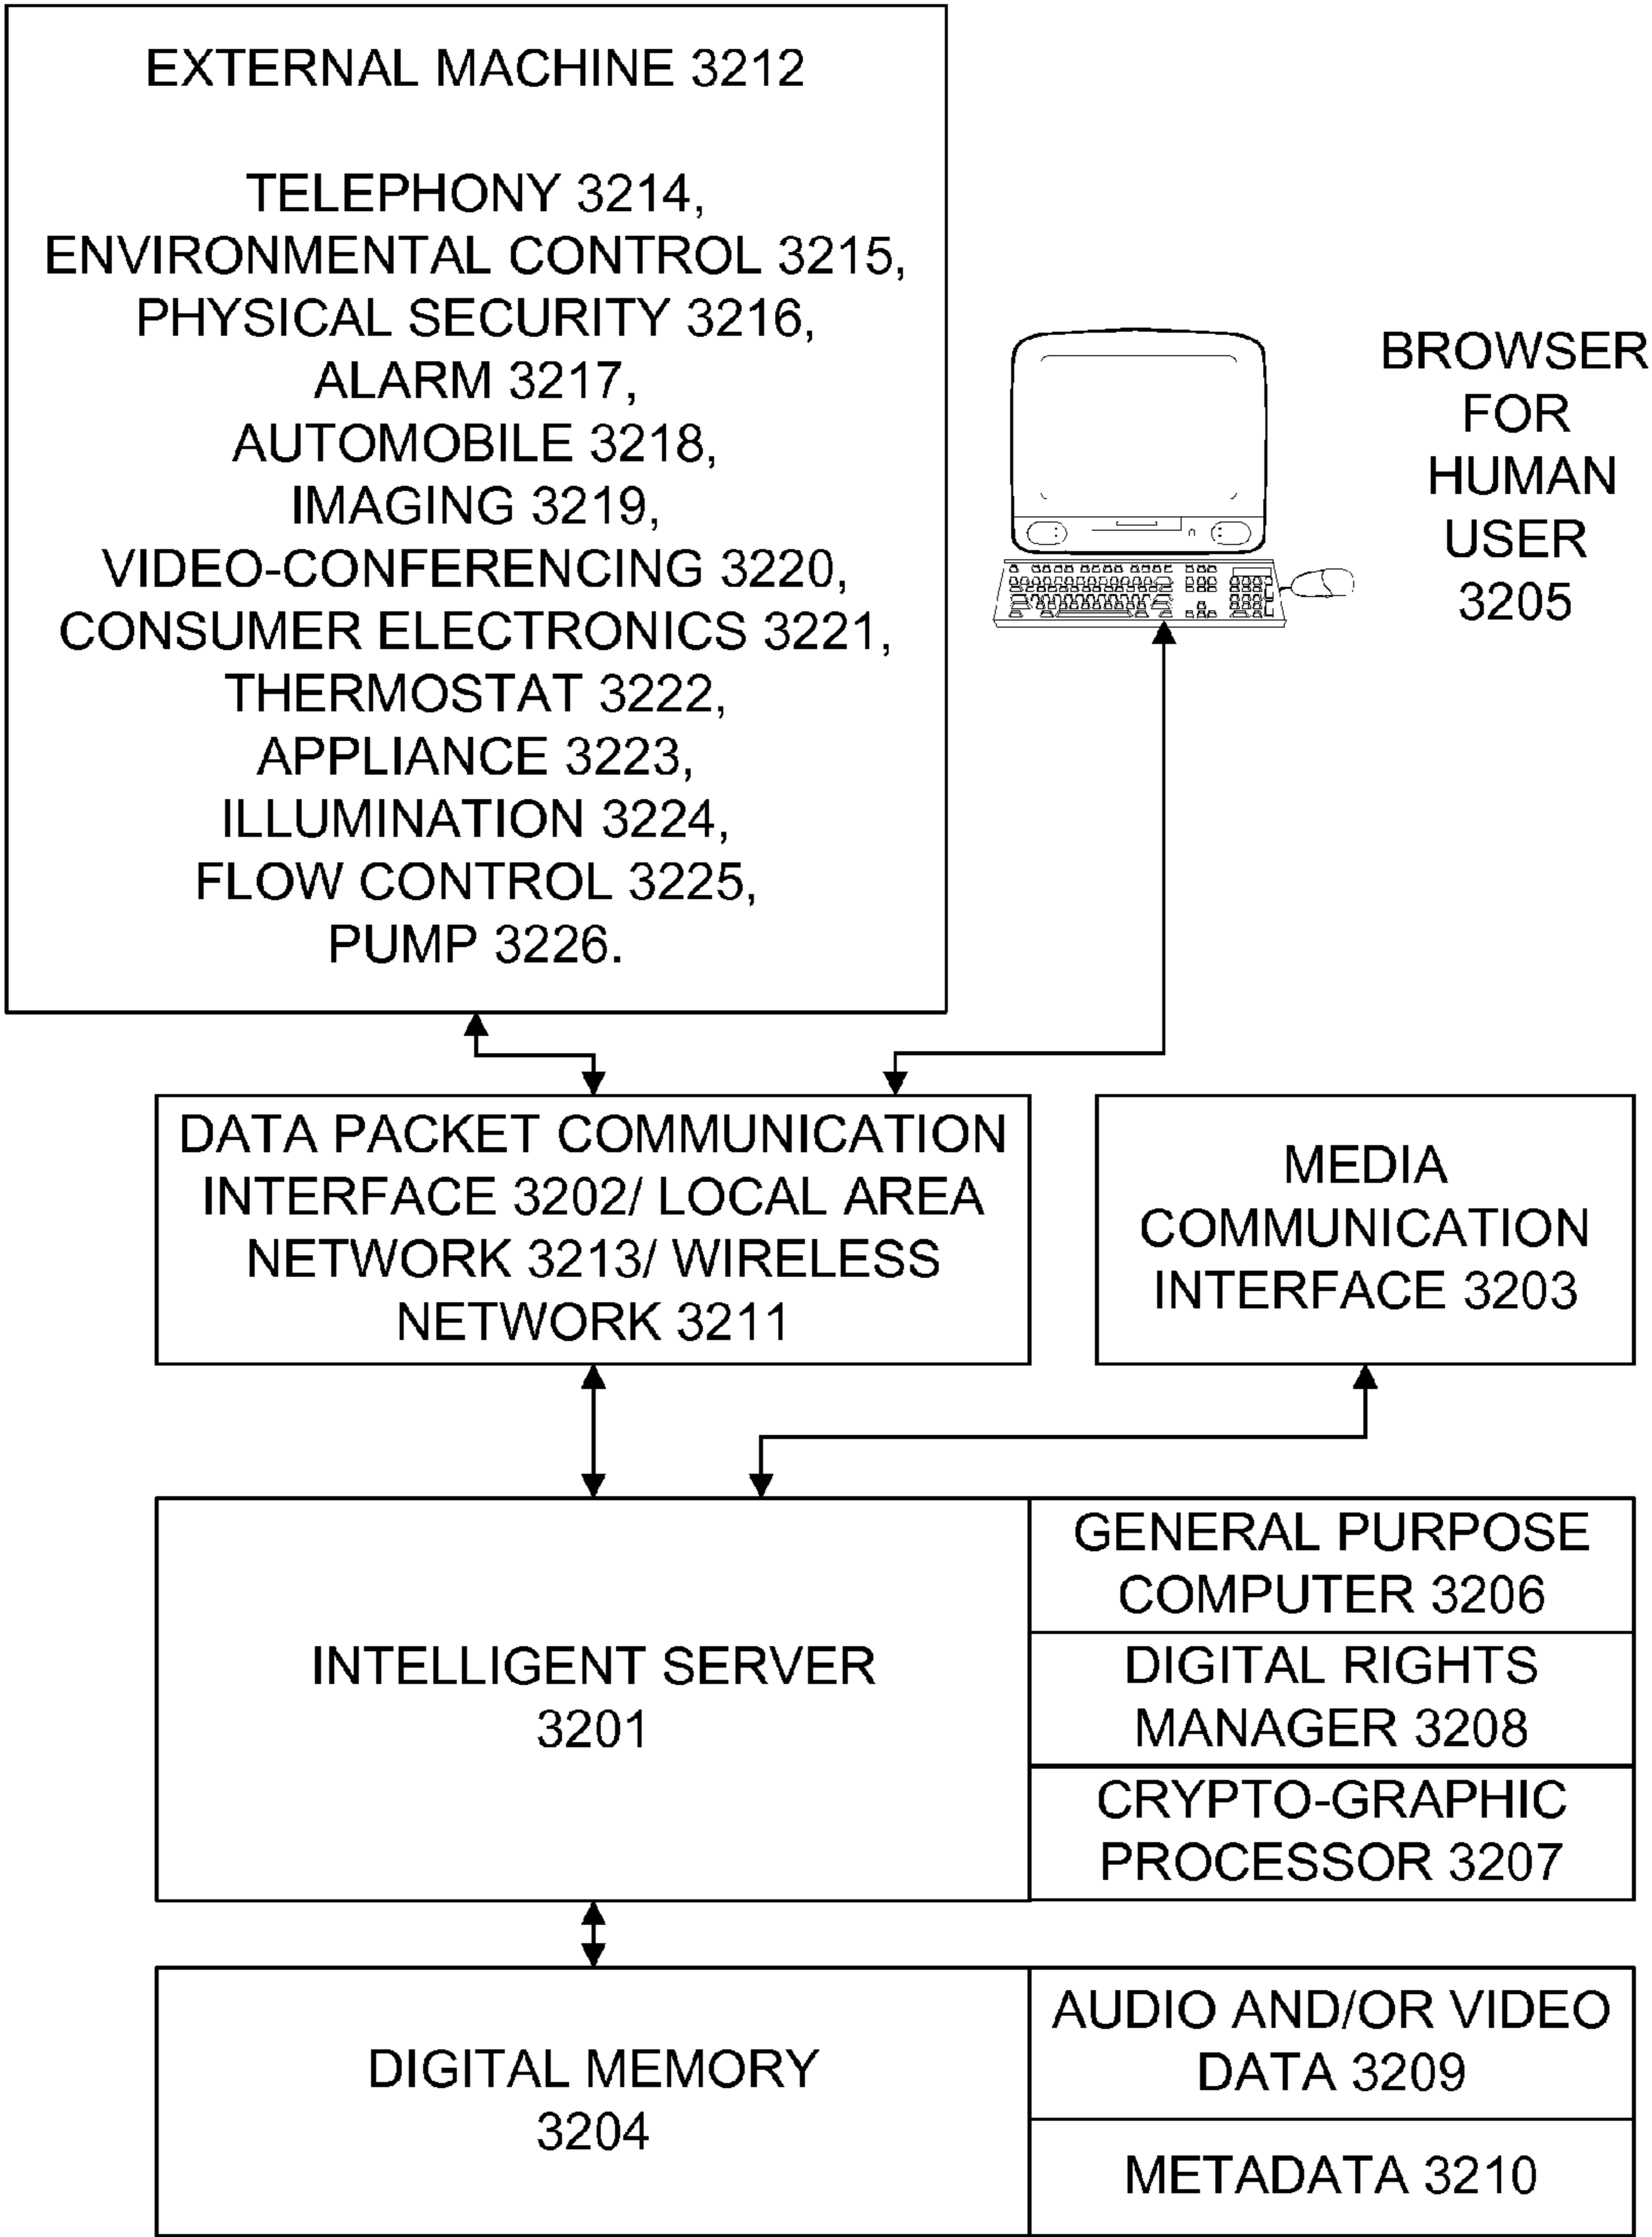 EXTERNAL MACHINE 3212
TELEPHONY 3214,
ENVIRONMENTAL CONTROL 3215,
PHYSICAL SECURITY 3216,
ALARM 3217,
AUTOMOBILE 3218,
IMAGING 3219,
VIDEO-CONFERENCING 3220,
CONSUMER ELECTRONICS 3221,
THERMOSTAT 3222,
APPLIANCE 3223,
ILLUMINATION 3224,
FLOW CONTROL 3225,
PUMP 3226.
BROWSER
FOR
HUMAN
USER
3205
DATA PACKET COMMUNICATION
INTERFACE 3202/ LOCAL AREA
NETWORK 3213/ WIRELESS
NETWORK 3211
MEDIA
COMMUNICATION
INTERFACE 3203
INTELLIGENT SERVER
3201
GENERAL PURPOSE
COMPUTER 3206
DIGITAL RIGHTS
MANAGER 3208
CRYPTO-GRAPHIC
PROCESSOR 3207
DIGITAL MEMORY
3204
AUDIO AND/OR VIDEO
DATA 3209
METADATA 3210